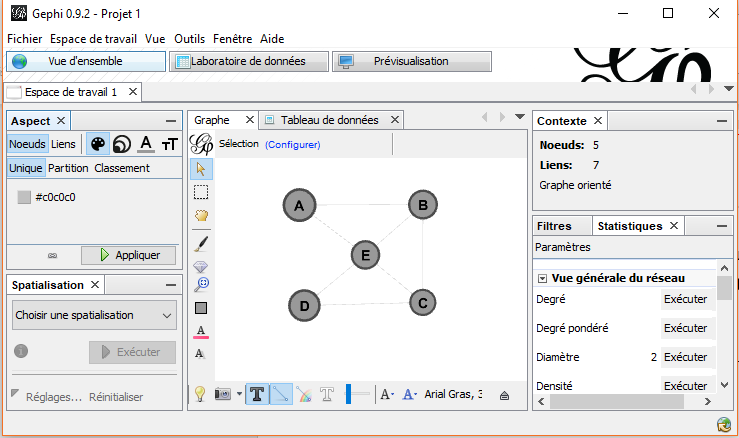 Gephi 0.9.2 - Projet 1
Fichier Espace de travail Vue Outils Fenêtre Aide
Vue d'ensemble
Laboratoire de données
Prévisualisation
Espace de travail 1
Aspect
Noeuds Liens
Unique Partition Classement
#c0c0c0
Appliquer
Spatialisation
Choisir une spatialisation
Exécuter
Réglages... Réinitialiser
Graphe
Tableau de données
Sélection (Configurer)
A
B
E
D
C
Arial Gras, 3
Contexte
Noeuds: 5
Liens: 7
Graphe orienté
Filtres
Statistiques
Paramètres
Vue générale du réseau
Degré Exécuter
Degré pondéré Exécuter
Diamètre 2 Exécuter
Densité Exécuter